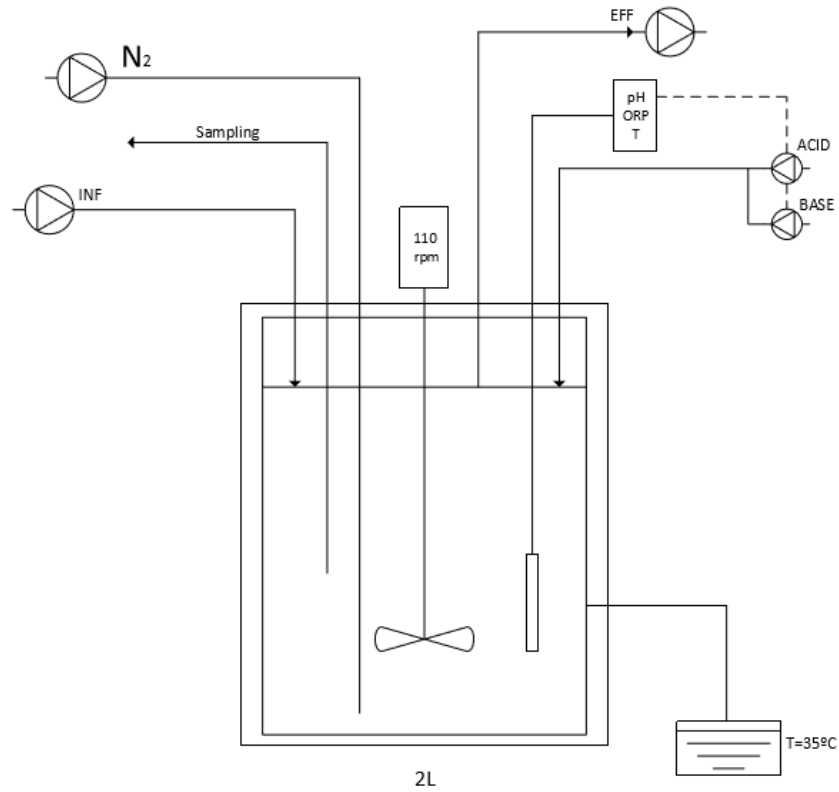 EFF
N₂
pH
ORP
T
Sampling
ACID
INF
BASE
110
rpm
T=35ºC
2L